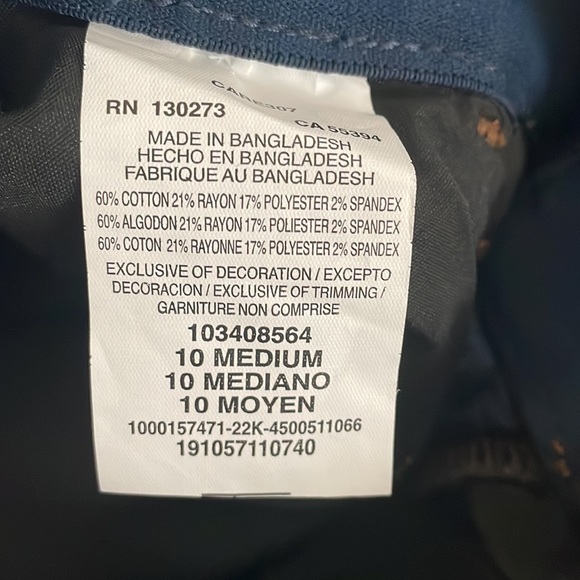 RN 130273
CA 55394
MADE IN BANGLADESH
HECHO EN BANGLADESH
FABRIQUE AU BANGLADESH
60% COTTON 21% RAYON 17% POLYESTER 2% SPANDEX
60% ALGODON 21% RAYON 17% POLIESTER 2% SPANDEX
60% COTON 21% RAYONNE 17% POLYESTER 2% SPANDEX
EXCLUSIVE OF DECORATION / EXCEPTO
DECORACION / EXCLUSIVE OF TRIMMING /
GARNITURE NON COMPRISE
103408564
10 MEDIUM
10 MEDIANO
10 MOYEN
1000157471-22K-4500511066
191057110740